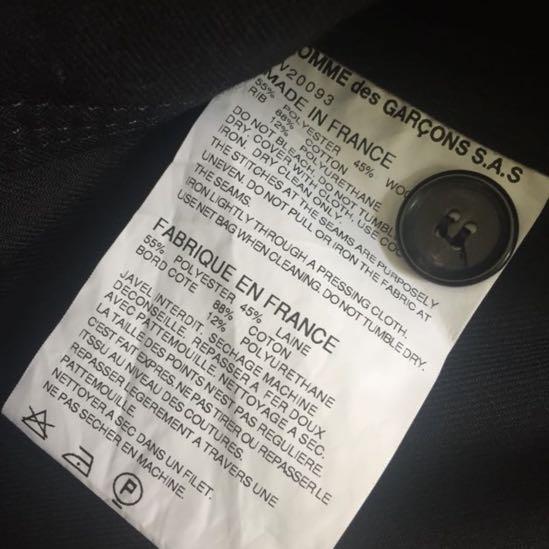 OMME des GARÇONS S.A.S
V20093
MADE IN FRANCE
55% POLYESTER 45% WOO
RIB 88% COTTON
12% POLYURETHANE
DO NOT BLEACH, DO NOT TUMBL
DRY, COVER WITH CLOTH, USE COO
IRON. DRY CLEAN ONLY.
THE STITCHES AT THE SEAMS ARE PURPOSELY
UNEVEN. DO NOT PULL OR IRON THE FABRIC AT
THE SEAMS.
IRON LIGHTLY THROUGH A PRESSING CLOTH.
USE NET BAG WHEN CLEANING. DO NOT TUMBLE DRY.
FABRIQUE EN FRANCE
55% POLYESTER 45% LAINE
BORD COTE 88% COTON
12% POLYURETHANE
JAVEL INTERDIT, SECHAGE MACHINE
DECONSEILLE, REPASSER A FER DOUX
AVEC PATTEMOUILLE, NETTOYAGE A SEC.
LA TAILLE DES POINTS N'EST PAS REGULIERE.
C'EST FAIT EXPRES. NE PAS TIRER OU REPASSER LE
TISSU AU NIVEAU DES COUTURES.
REPASSER LEGEREMENT A TRAVERS UNE
PATTEMOUILLE.
NETTOYER A SEC DANS UN FILET.
NE PAS SECHER EN MACHINE.
P